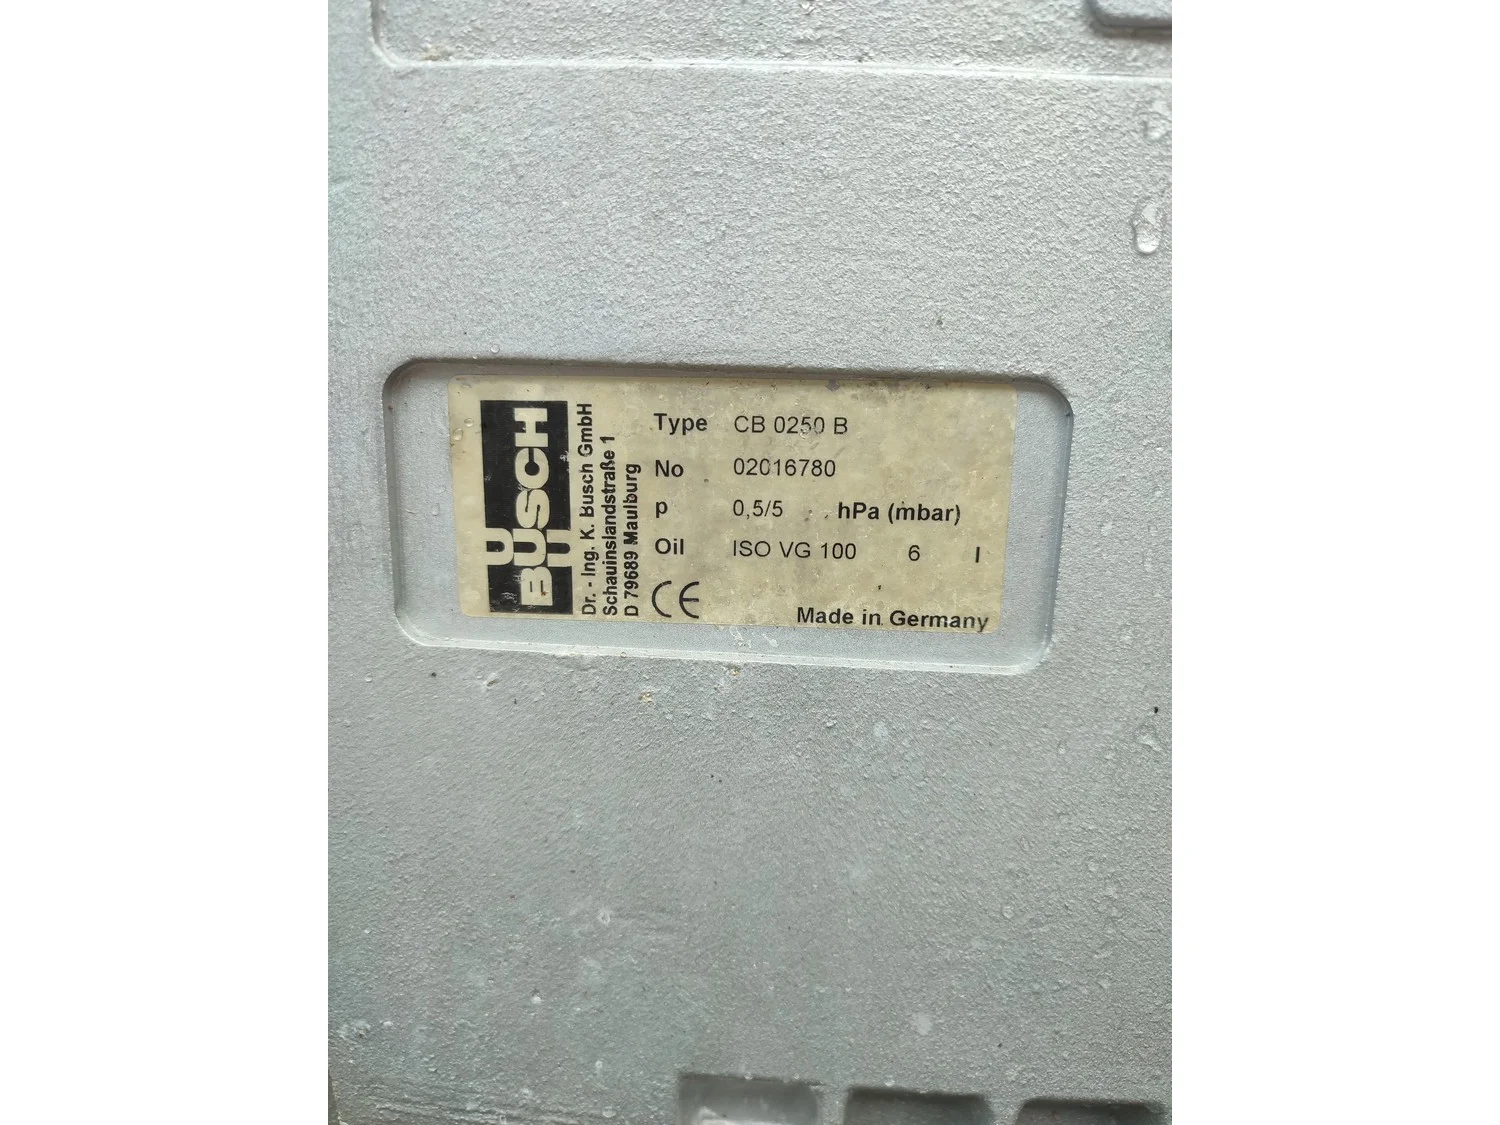 U
BUSCH
U
Dr. - Ing. K. Busch GmbH
Schauinslandstraße 1
D 79689 Maulburg
Type CB 0250 B
No 02016780
p 0,5/5 hPa (mbar)
Oil ISO VG 100 6 l
CE
Made in Germany